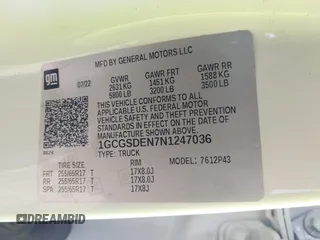 gm
MFD BY GENERAL MOTORS LLC
07/22
GVWR GAWR FRT GAWR RR
2631 KG 1451 KG 1588 KG
5800 LB 3200 LB 3500 LB
THIS VEHICLE CONFORMS TO ALL APPLICABLE
U.S. FEDERAL MOTOR VEHICLE SAFETY
AND THEFT PREVENTION STANDARDS
IN EFFECT ON THE DATE OF
MANUFACTURE SHOWN ABOVE.
1GCGSDEN7N1247036
TYPE: TRUCK
MODEL: 7612P43
TIRE SIZE RIM
FRT 255/65R17 T 17X8.0J
RR 255/65R17 T 17X8.0J
SPA 255/65R17 T 17X8J
DREAMBID